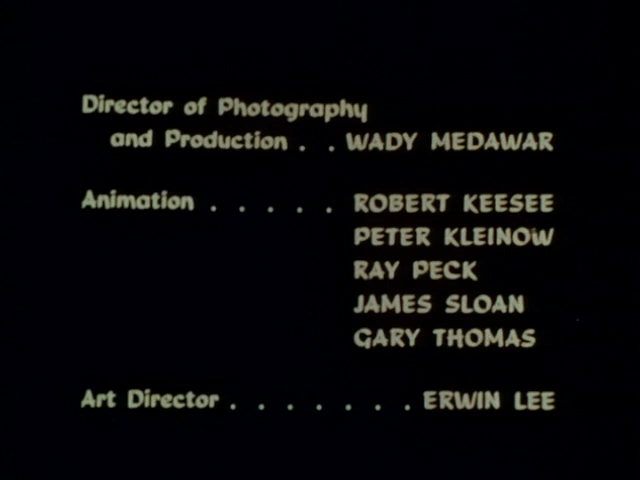 Director of Photography
and Production . . WADY MEDAWAR
Animation . . . . . ROBERT KEESEE
PETER KLEINOW
RAY PECK
JAMES SLOAN
GARY THOMAS
Art Director . . . . . . . ERWIN LEE